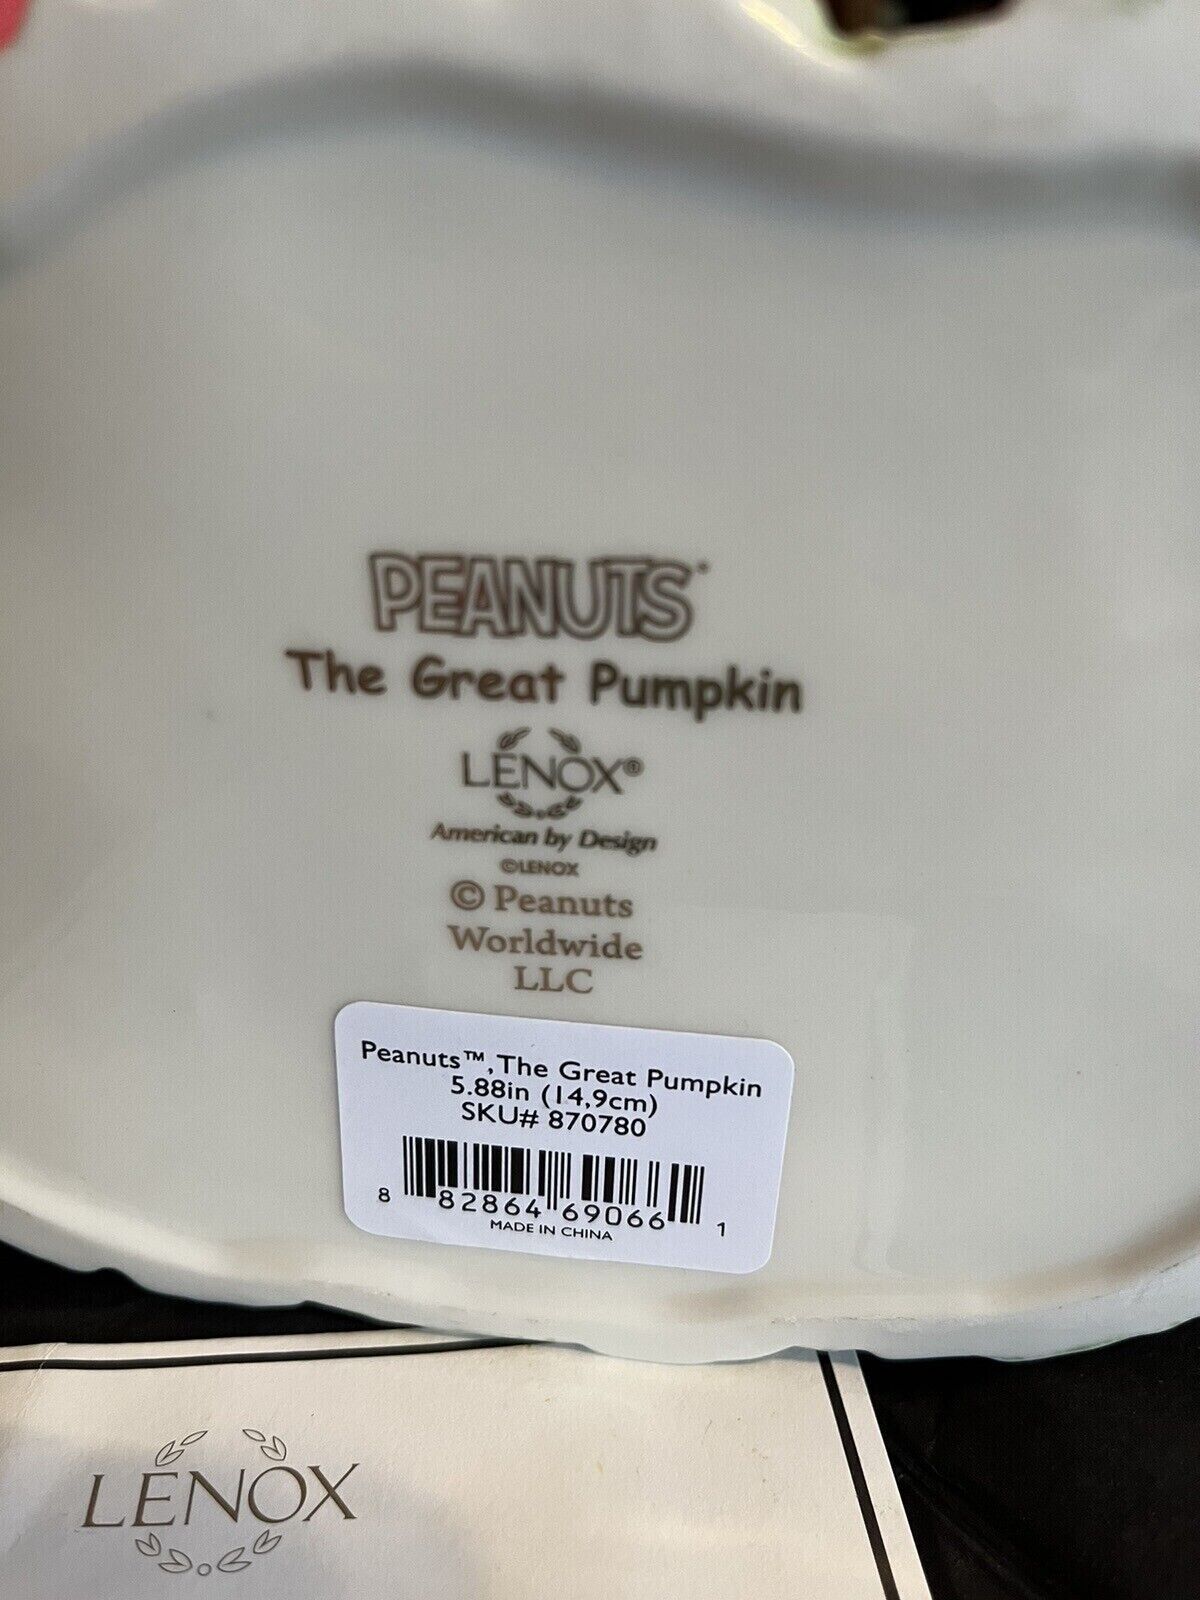 PEANUTS
The Great Pumpkin
LENOX®
American by Design
©LENOX
© Peanuts
Worldwide
LLC
Peanuts™, The Great Pumpkin
5.88in (14,9cm)
SKU# 870780
8 82864 69066 1
MADE IN CHINA
LENOX